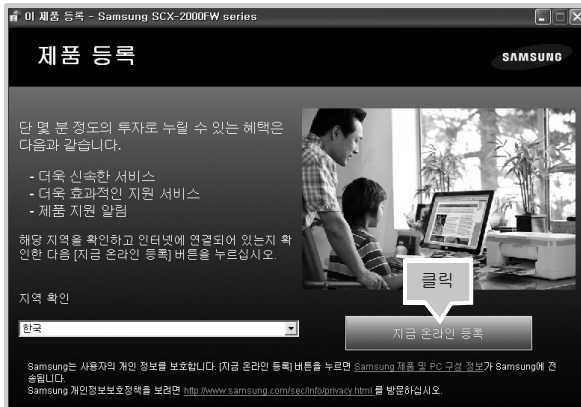 이 제품 등록 - Samsung SCX-2000FW series
제품 등록
SAMSUNG
단 몇 분 정도의 투자로 누릴 수 있는 혜택은
다음과 같습니다.
- 더욱 신속한 서비스
- 더욱 효과적인 지원 서비스
- 제품 지원 알림
해당 지역을 확인하고 인터넷에 연결되어 있는지 확
인한 다음 [지금 온라인 등록] 버튼을 누르십시오.
클릭
지역 확인
한국
지금 온라인 등록
Samsung는 사용자의 개인 정보를 보호합니다. [지금 온라인 등록] 버튼을 누르면 Samsung 제품 및 PC 구성 정보가 Samsung에 전
송됩니다.
Samsung 개인정보보호정책을 보려면 http://www.samsung.com/sec/info/privacy.html 를 방문하십시오.